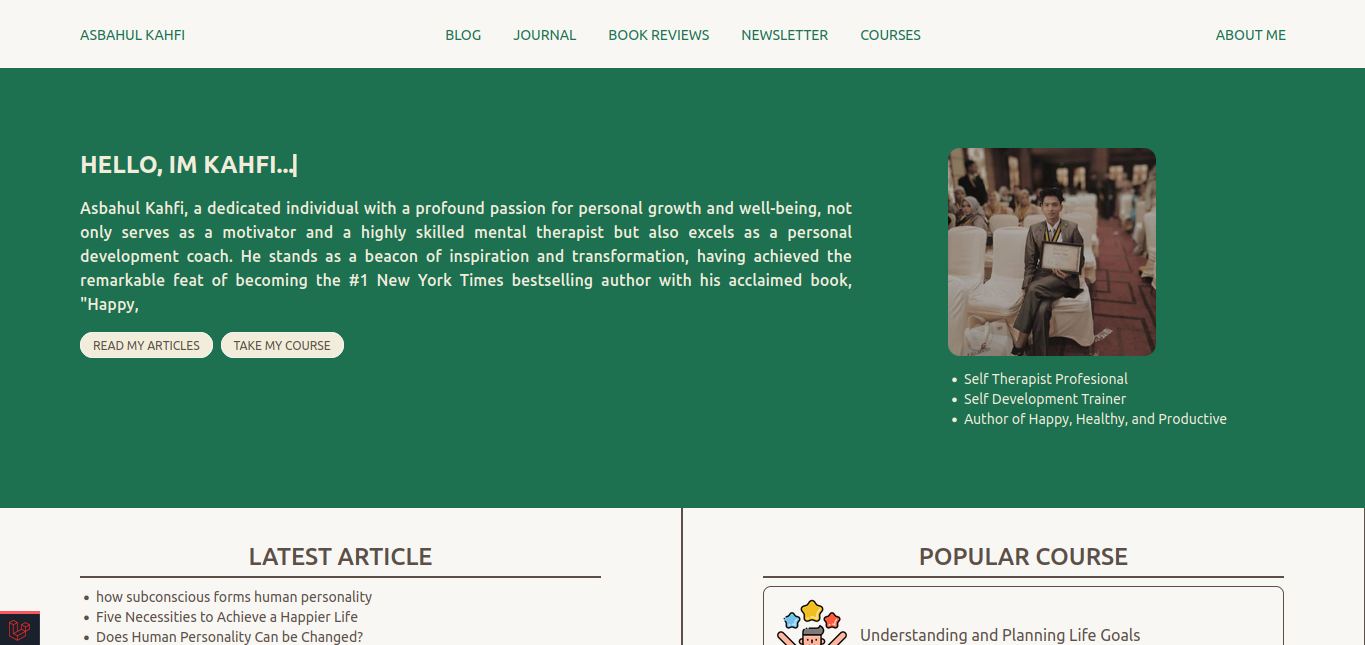 ASBAHUL KAHFI
BLOG
JOURNAL
BOOK REVIEWS
NEWSLETTER
COURSES
ABOUT ME
HELLO, IM KAHFI...|
Asbahul Kahfi, a dedicated individual with a profound passion for personal growth and well-being, not
only serves as a motivator and a highly skilled mental therapist but also excels as a personal
development coach. He stands as a beacon of inspiration and transformation, having achieved the
remarkable feat of becoming the #1 New York Times bestselling author with his acclaimed book,
"Happy,
READ MY ARTICLES
TAKE MY COURSE
Self Therapist Profesional
Self Development Trainer
Author of Happy, Healthy, and Productive
LATEST ARTICLE
how subconscious forms human personality
Five Necessities to Achieve a Happier Life
Does Human Personality Can be Changed?
POPULAR COURSE
Understanding and Planning Life Goals